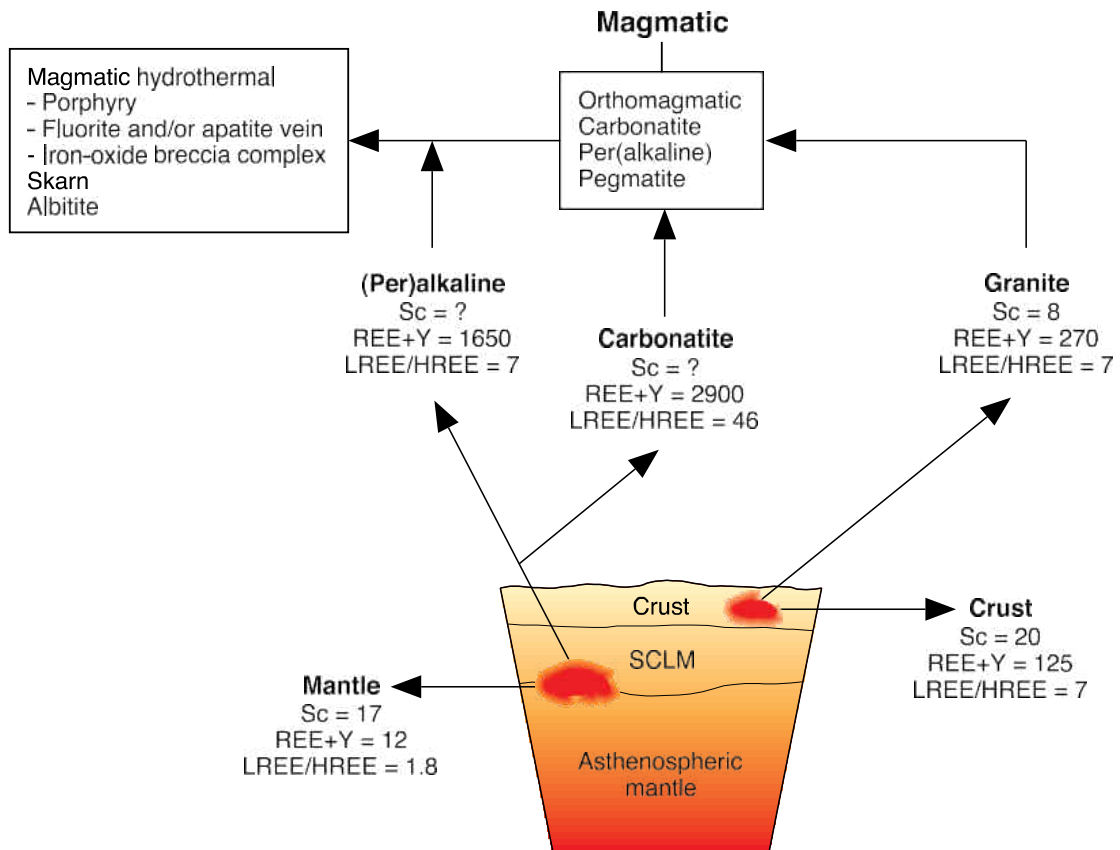 Magmatic
Magmatic hydrothermal
- Porphyry
- Fluorite and/or apatite vein
- Iron-oxide breccia complex
Skarn
Albitite
Orthomagmatic
Carbonatite
Per(alkaline)
Pegmatite
(Per)alkaline
Sc = ?
REE+Y = 1650
LREE/HREE = 7
Carbonatite
Sc = ?
REE+Y = 2900
LREE/HREE = 46
Granite
Sc = 8
REE+Y = 270
LREE/HREE = 7
Crust
SCLM
Asthenospheric
mantle
Mantle
Sc = 17
REE+Y = 12
LREE/HREE = 1.8
Crust
Sc = 20
REE+Y = 125
LREE/HREE = 7